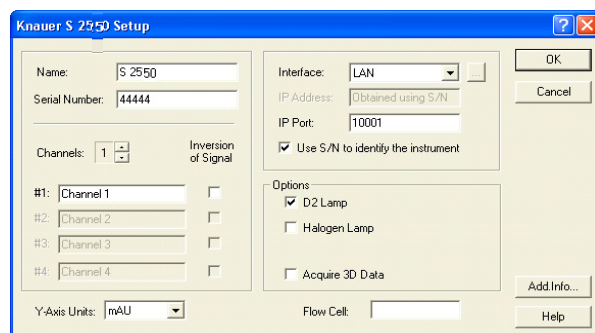 Knauer S 2550 Setup
Name: S 2550
Serial Number: 44444
Channels: 1
Inversion of Signal
#1: Channel 1
#2: Channel 2
#3: Channel 3
#4: Channel 4
Y-Axis Units: mAU
Interface: LAN
...
IP Address: Obtained using S/N
IP Port: 10001
Use S/N to identify the instrument
Options
D2 Lamp
Halogen Lamp
Acquire 3D Data
Flow Cell:
OK
Cancel
Add.Info...
Help